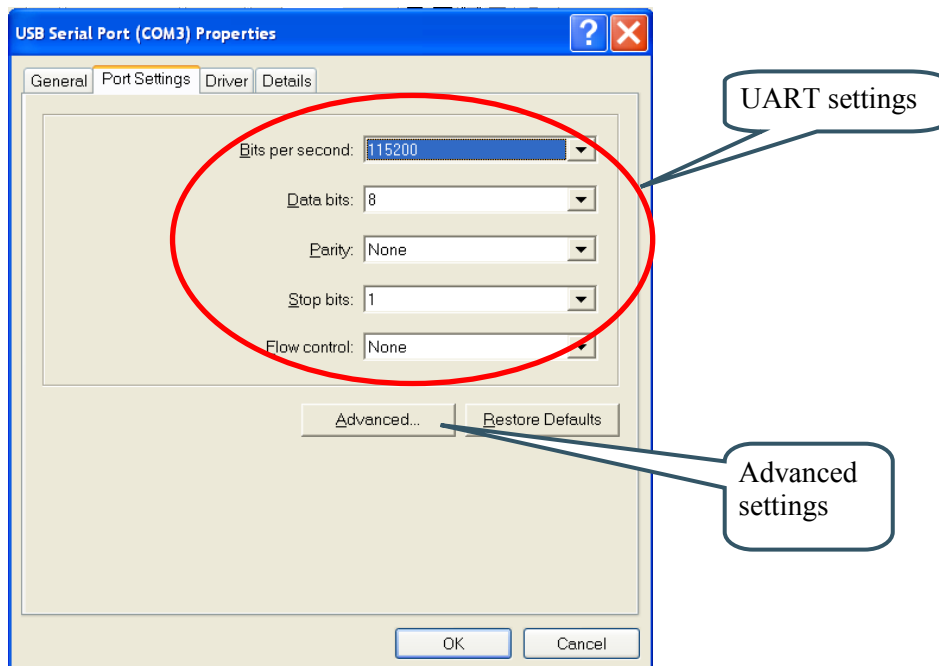 USB Serial Port (COM3) Properties
General Port Settings Driver Details
UART settings
Bits per second: 115200
Data bits: 8
Parity: None
Stop bits: 1
Flow control: None
Advanced... Restore Defaults
Advanced
settings
OK Cancel